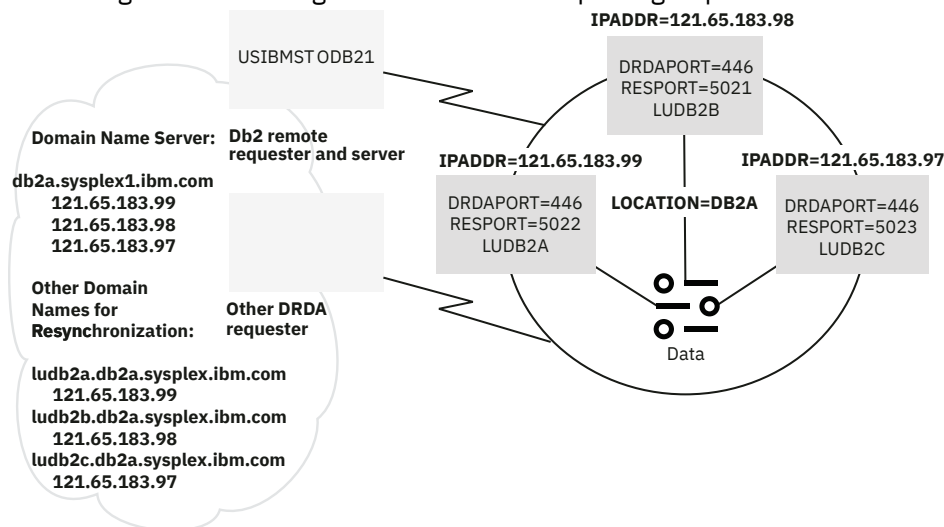 IPADDR=121.65.183.98
USIBMSTODB21
DRDAPORT=446
RESPORT=5021
LUDB2B
Domain Name Server:
Db2 remote
requester and server
db2a.sysplex1.ibm.com
121.65.183.99
121.65.183.98
121.65.183.97
IPADDR=121.65.183.99
DRDAPORT=446
RESPORT=5022
LUDB2A
LOCATION=DB2A
IPADDR=121.65.183.97
DRDAPORT=446
RESPORT=5023
LUDB2C
Other Domain
Names for
Resynchronization:
Other DRDA
requester
Data
ludb2a.db2a.sysplex.ibm.com
121.65.183.99
ludb2b.db2a.sysplex.ibm.com
121.65.183.98
ludb2c.db2a.sysplex.ibm.com
121.65.183.97